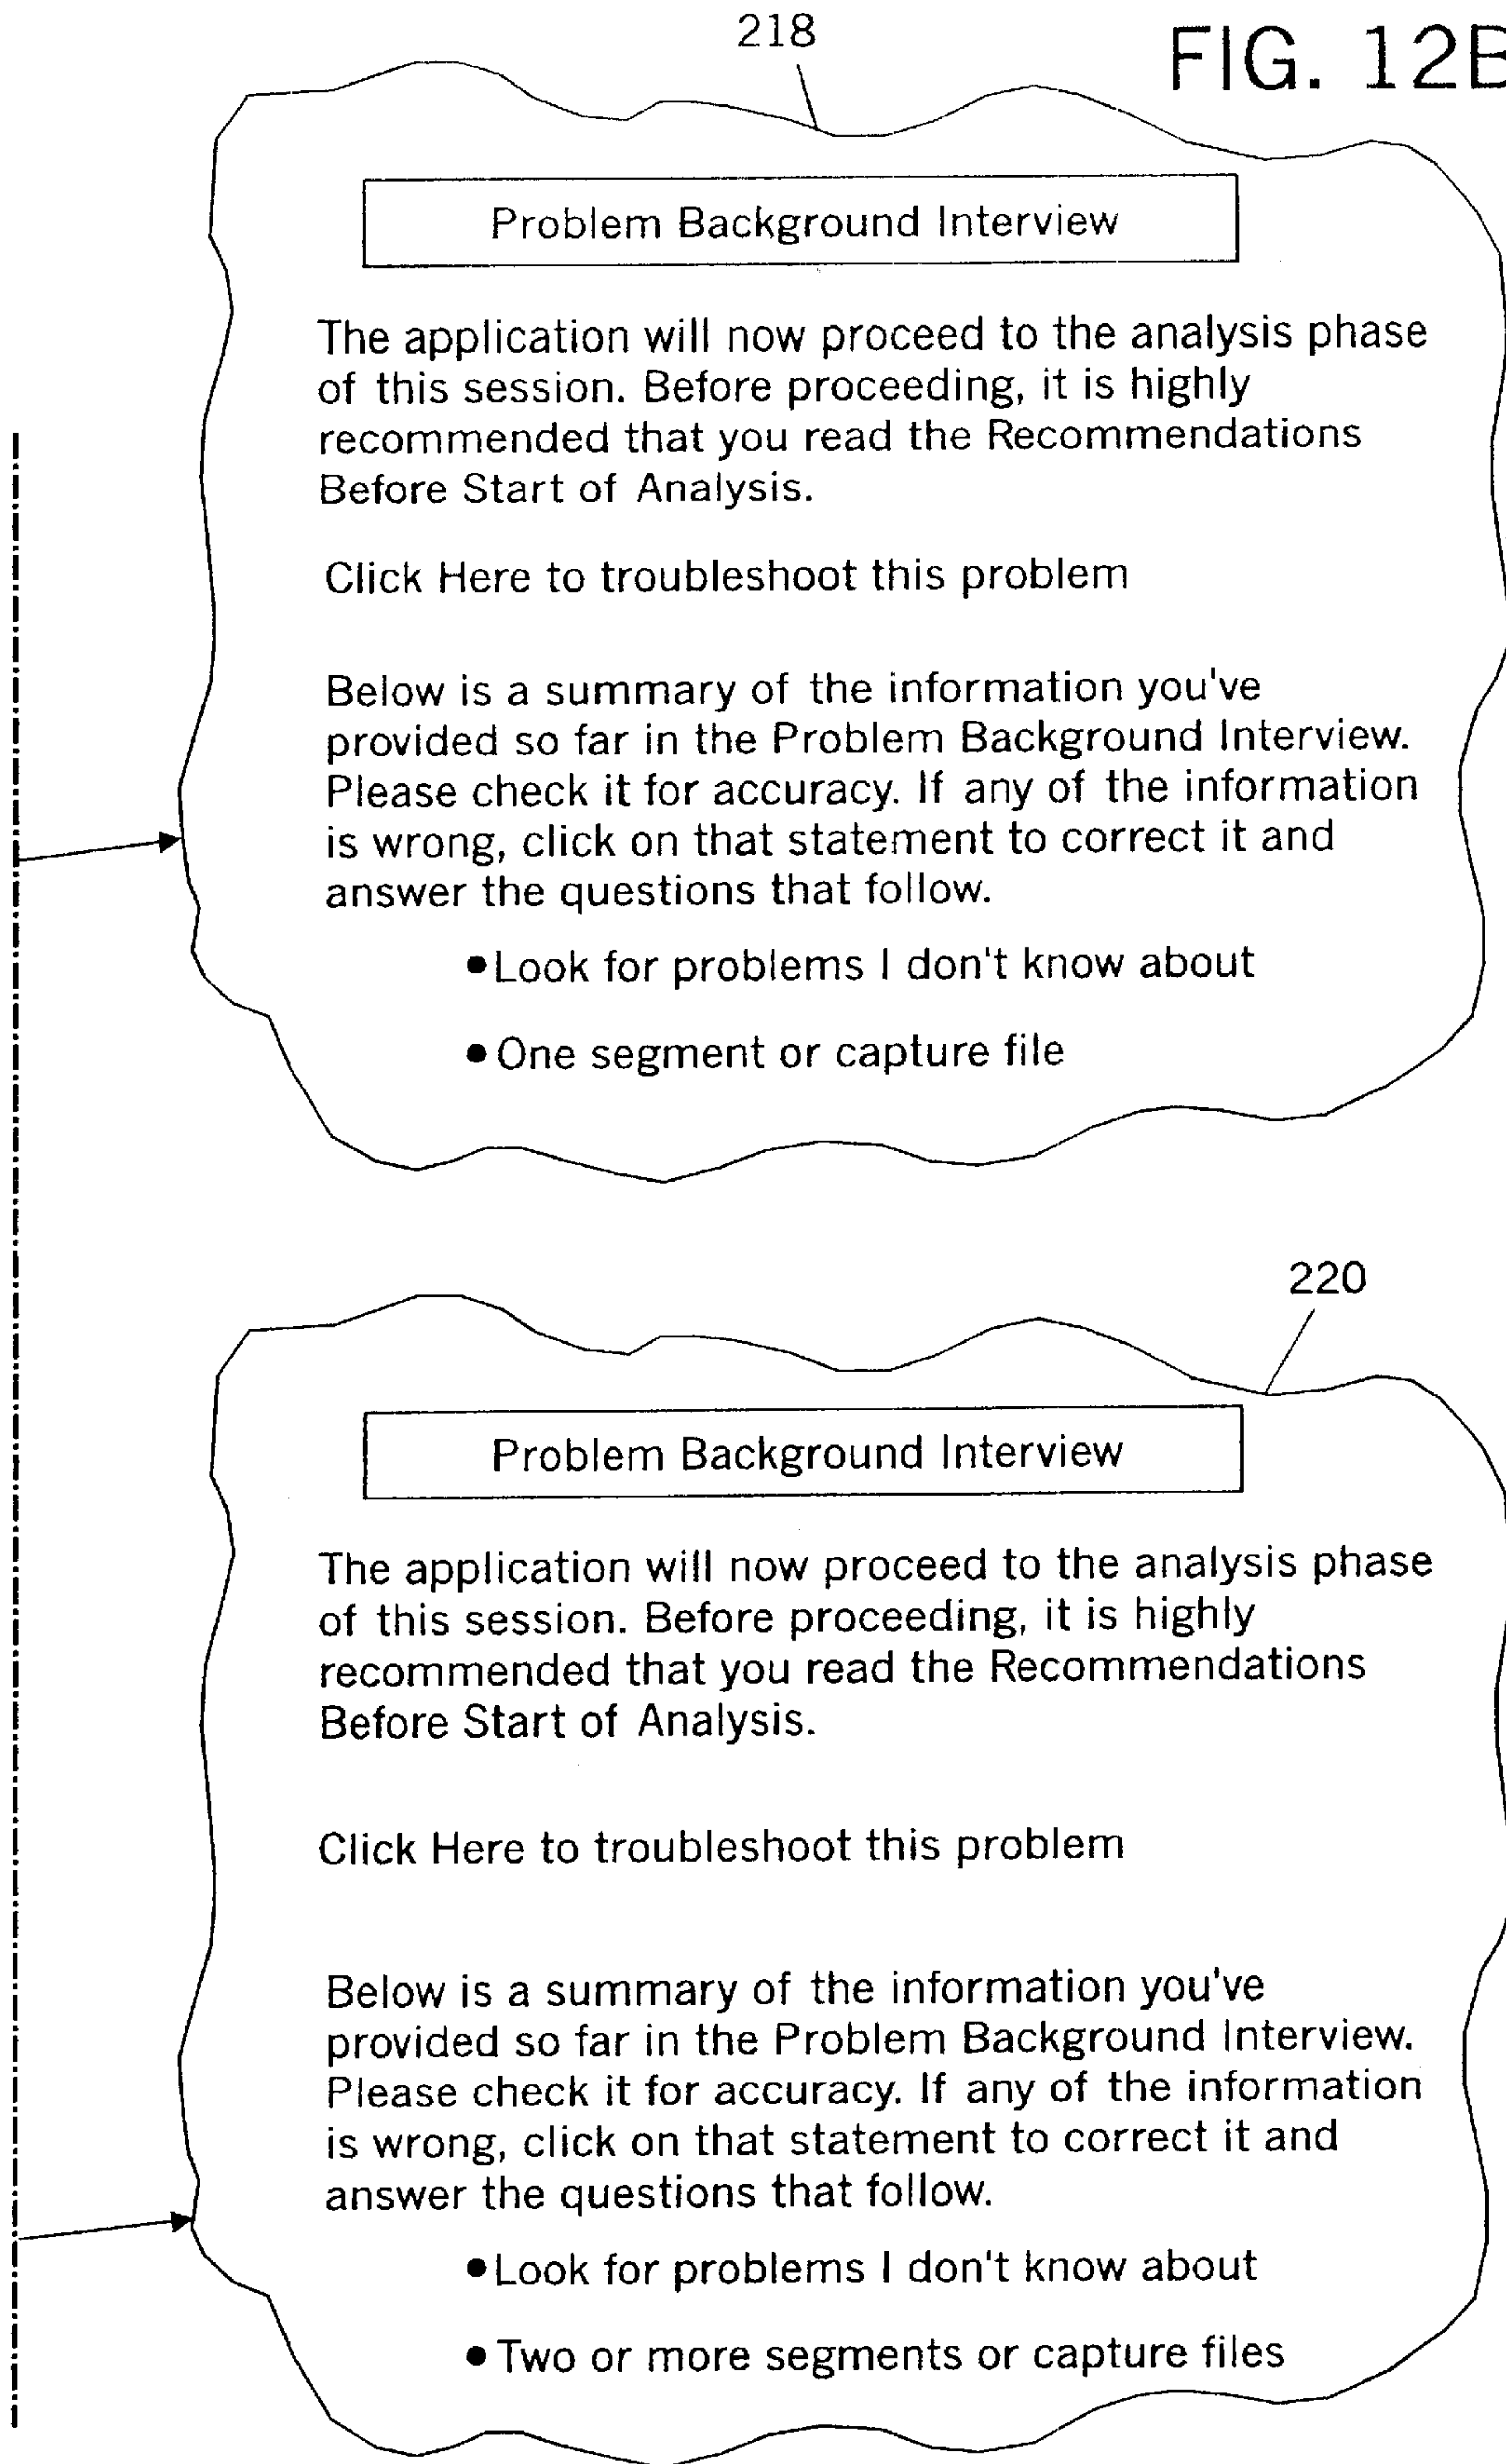 218
FIG. 12B
Problem Background Interview
The application will now proceed to the analysis phase
of this session. Before proceeding, it is highly
recommended that you read the Recommendations
Before Start of Analysis.
Click Here to troubleshoot this problem
Below is a summary of the information you've
provided so far in the Problem Background Interview.
Please check it for accuracy. If any of the information
is wrong, click on that statement to correct it and
answer the questions that follow.
•Look for problems I don't know about
•One segment or capture file
220
Problem Background Interview
The application will now proceed to the analysis phase
of this session. Before proceeding, it is highly
recommended that you read the Recommendations
Before Start of Analysis.
Click Here to troubleshoot this problem
Below is a summary of the information you've
provided so far in the Problem Background Interview.
Please check it for accuracy. If any of the information
is wrong, click on that statement to correct it and
answer the questions that follow.
•Look for problems I don't know about
•Two or more segments or capture files